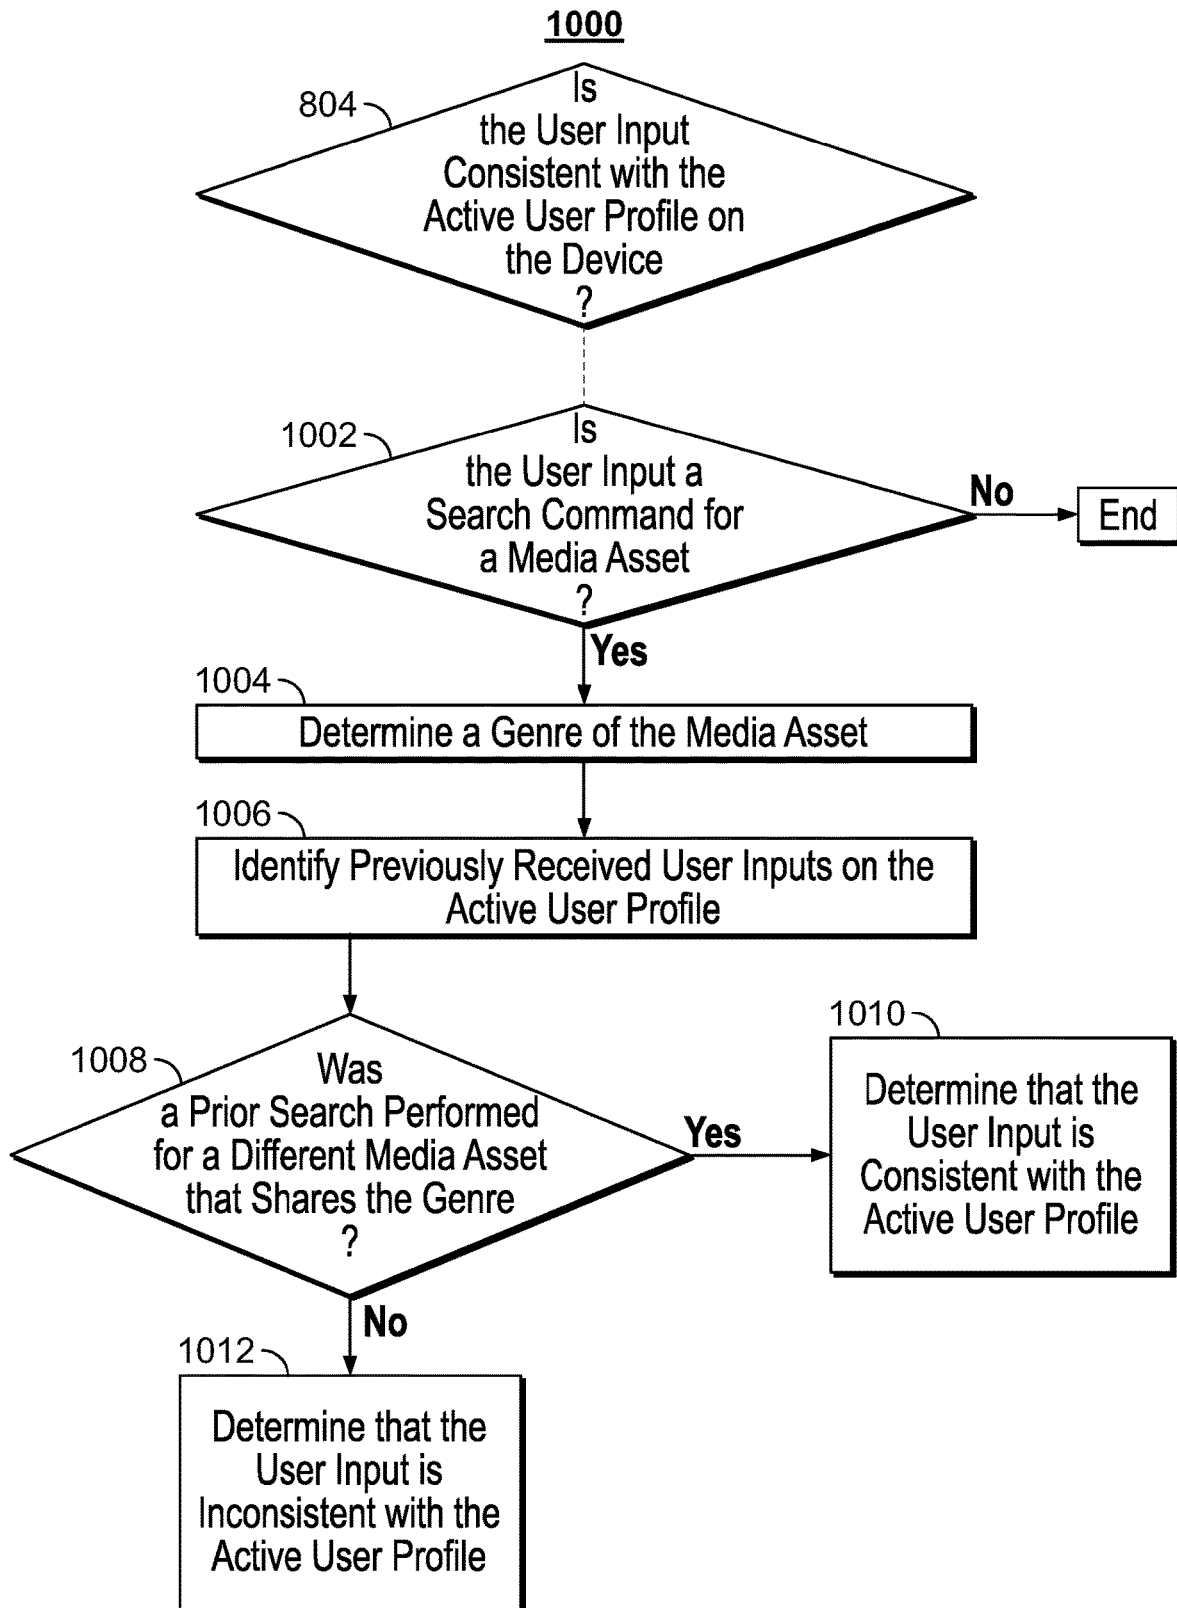 1000
804
Is
the User Input
Consistent with the
Active User Profile on
the Device
?
1002
Is
the User Input a
Search Command for
a Media Asset
?
No
End
Yes
1004
Determine a Genre of the Media Asset
1006
Identify Previously Received User Inputs on the
Active User Profile
1008
Was
a Prior Search Performed
for a Different Media Asset
that Shares the Genre
?
Yes
1010
Determine that the
User Input is
Consistent with the
Active User Profile
No
1012
Determine that the
User Input is
Inconsistent with the
Active User Profile